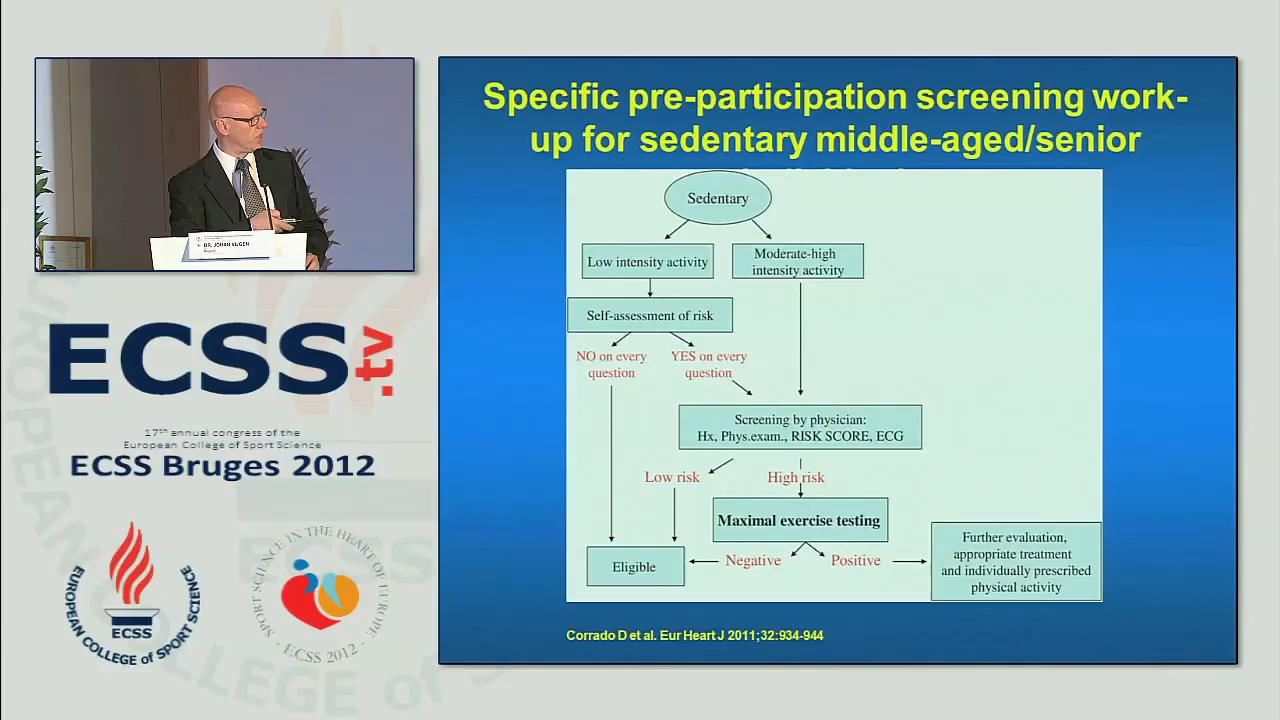 Specific pre-participation screening work-
up for sedentary middle-aged/senior
Sedentary
Low intensity activity
Moderate-high
intensity activity
Self-assessment of risk
NO on every
question
YES on every
question
Screening by physician:
Hx, Phys.exam., RISK SCORE, ECG
Low risk
High risk
Maximal exercise testing
Eligible
Negative
Positive
Further evaluation,
appropriate treatment
and individually prescribed
physical activity
Corrado D et al. Eur Heart J 2011;32:934-944
DR. JOHAN VIJGEN
ECSS.tv
17th annual congress of the
European College of Sport Science
ECSS Bruges 2012
EUROPEAN COLLEGE of SPORT SCIENCE
ECSS
SPORT SCIENCE IN THE HEART OF EUROPE
- ECSS 2012 -